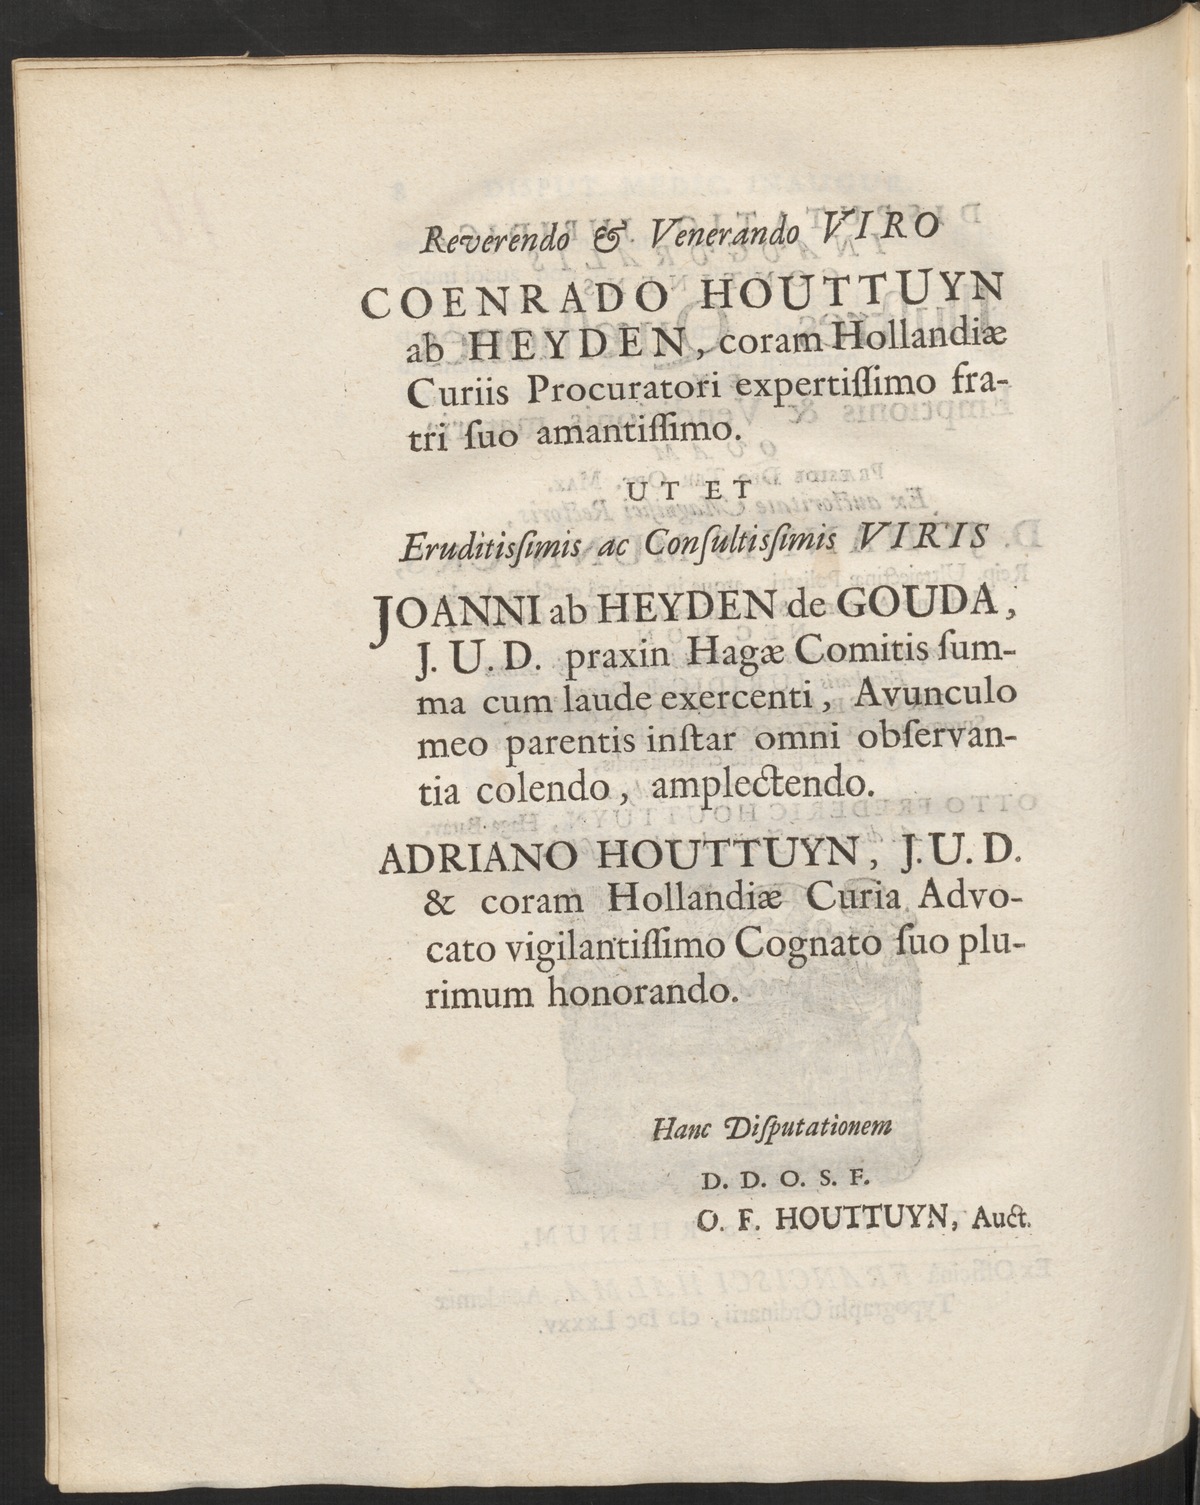 Reverendo & Venerando VIRO
COENRADO HOUTTUYN
ab HEYDEN, coram Hollandiæ
Curiis Procuratori expertiſſimo fra-
tri ſuo amantiſſimo.
UT ET
Eruditisſimis ac Conſultisſimis VIRIS
JOANNI ab HEYDEN de GOUDA,
J. U. D. praxin Hagæ Comitis ſum-
ma cum laude exercenti, Avunculo
meo parentis inſtar omni obſervan-
tia colendo, amplectendo.
ADRIANO HOUTTUYN, J. U. D.
& coram Hollandiæ Curia Advo-
cato vigilantiſſimo Cognato ſuo plu-
rimum honorando.
Hanc Diſputationem
D. D. O. S. F.
O. F. HOUTTUYN, Auct.